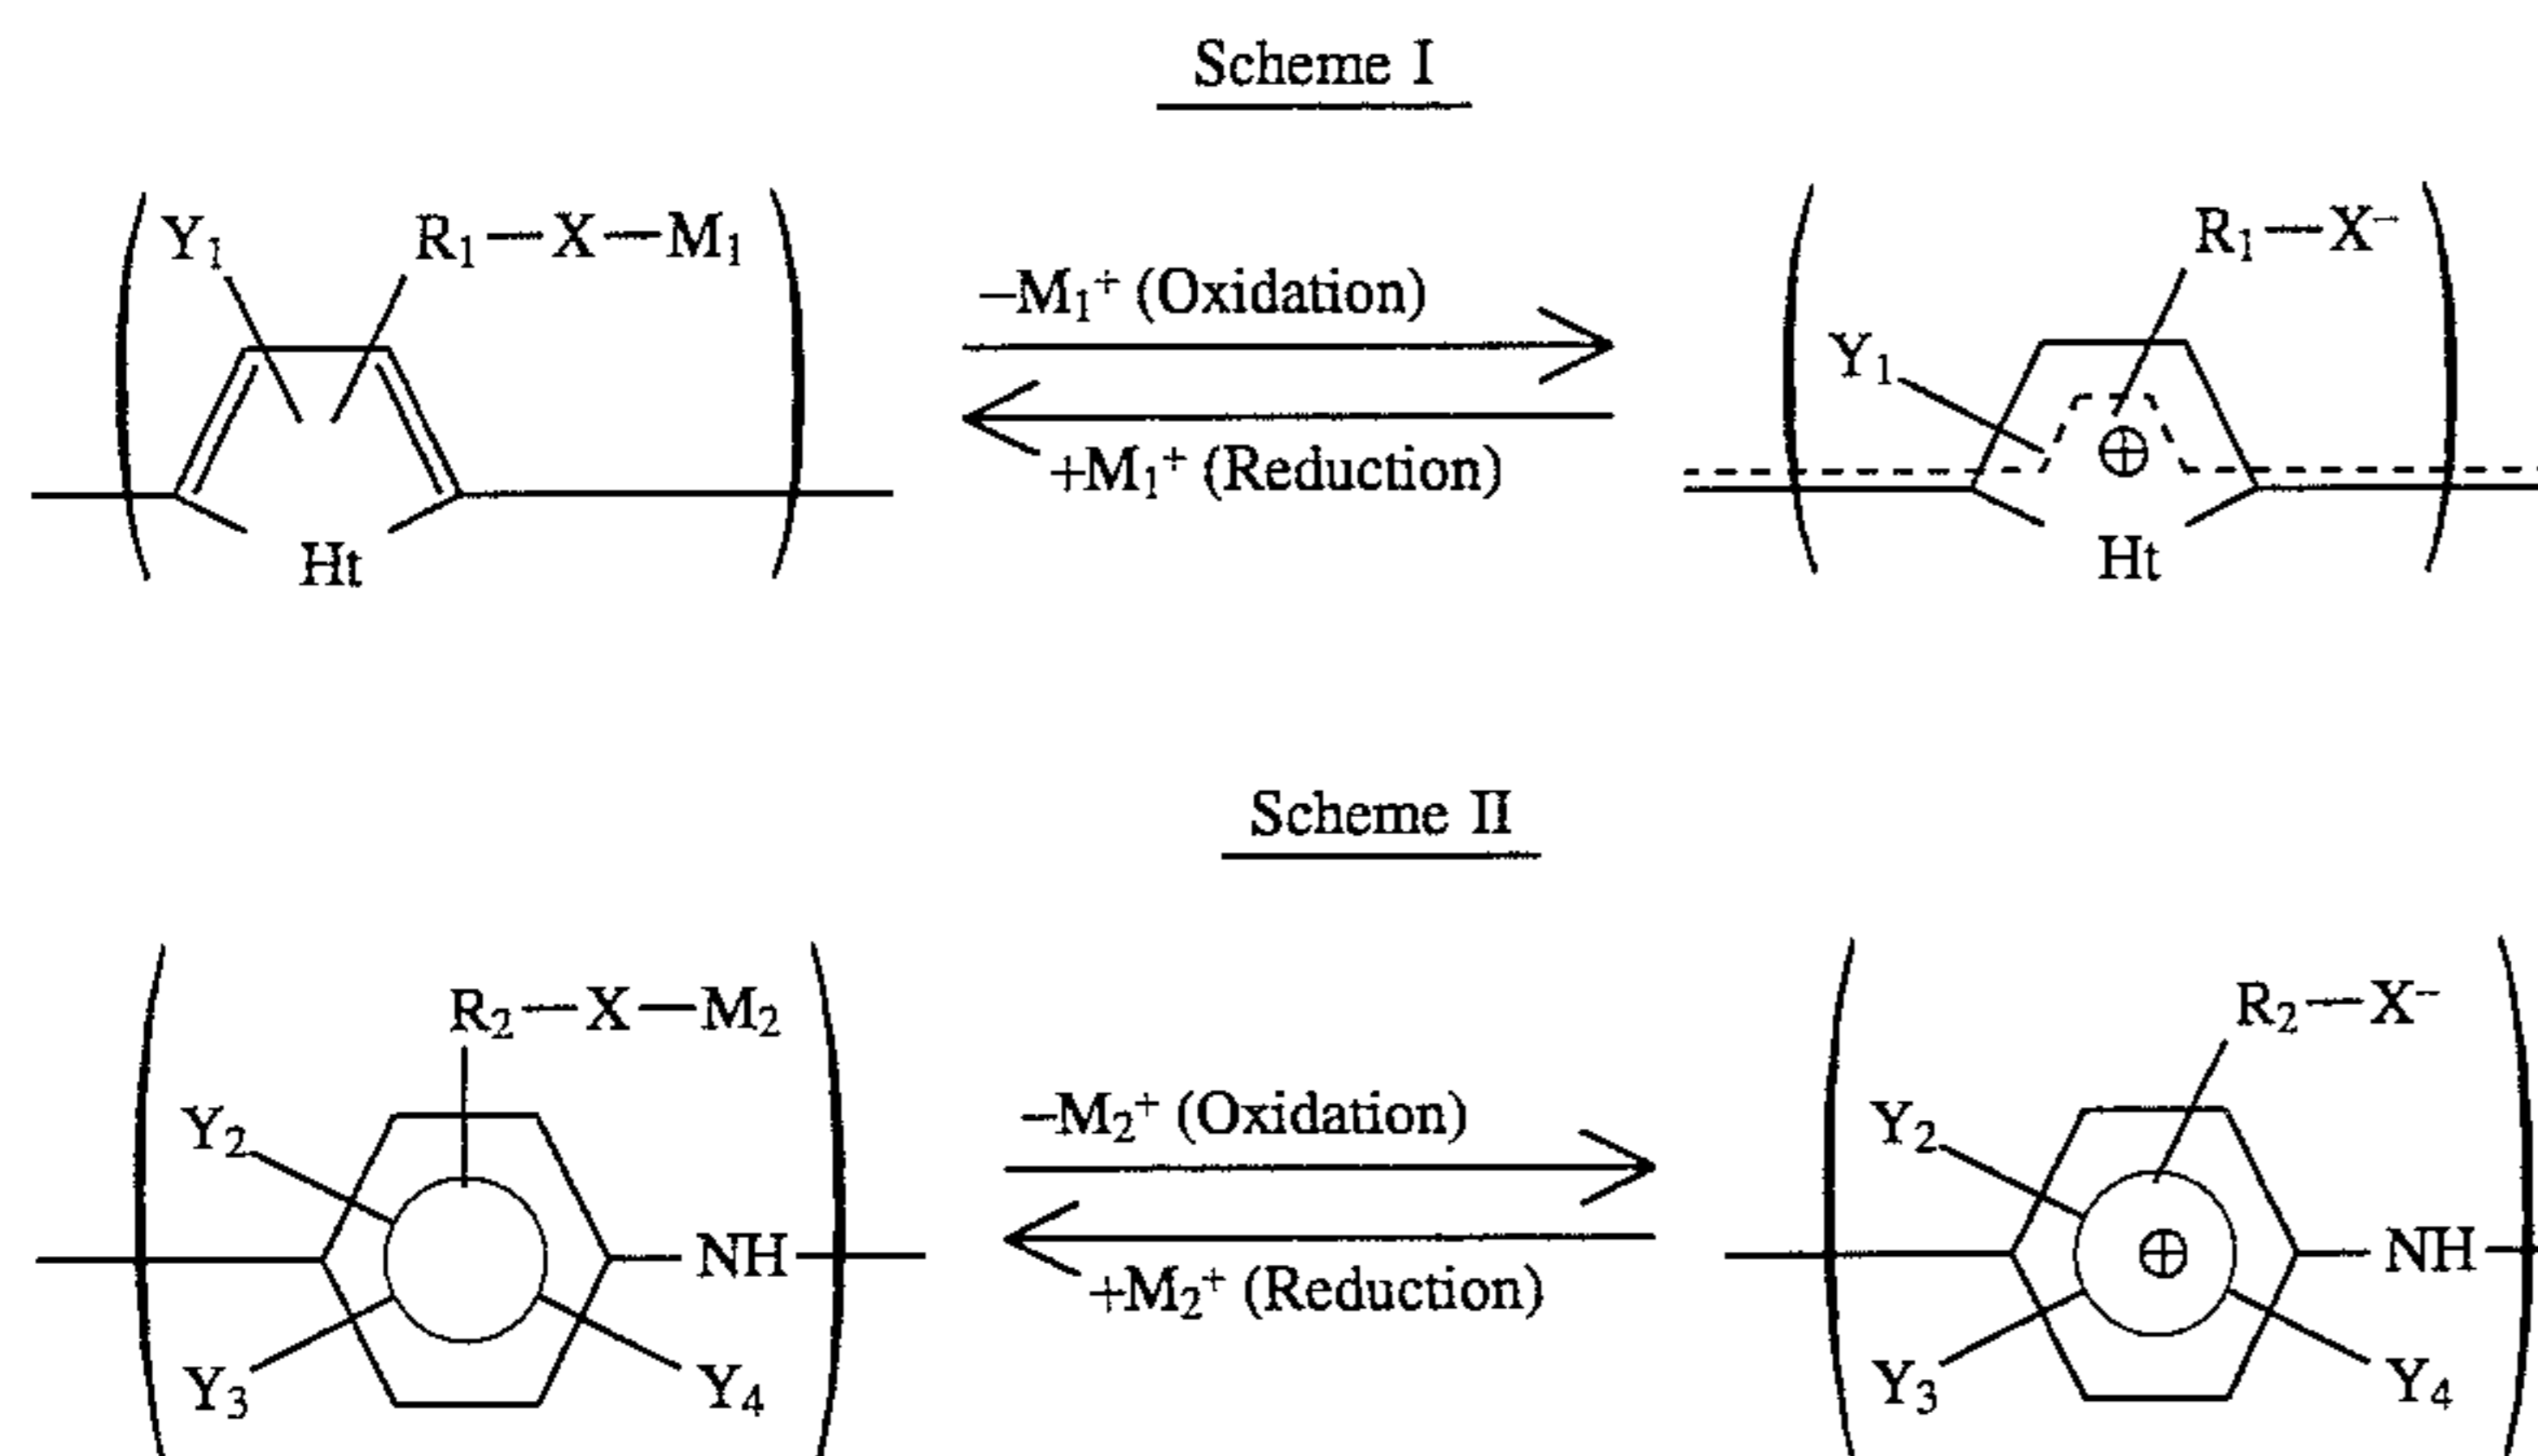 Scheme I
Y₁ R₁—X—M₁
–M₁⁺ (Oxidation)
+M₁⁺ (Reduction)
Ht
R₁—X⁻
Y₁
⊕
Ht
Scheme II
R₂—X—M₂
Y₂
NH
Y₃ Y₄
–M₂⁺ (Oxidation)
+M₂⁺ (Reduction)
R₂—X⁻
Y₂
⊕
NH
Y₃ Y₄